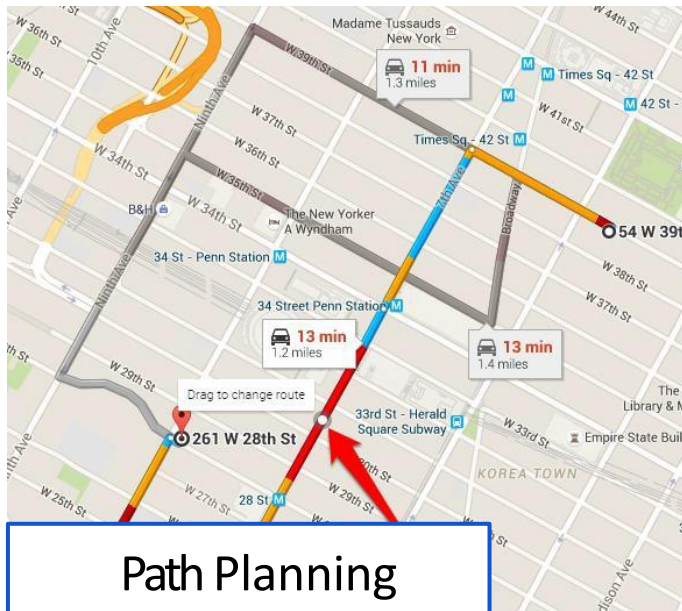 W 36th St
10th Ave
Madame Tussauds
New York
W 44th St
W 35th St
W 39th St
11 min
1.3 miles
Times Sq - 42 St
42 St -
Ninth Ave
W 37th St
W 41st St
W 34th St
W 36th St
Times Sq - 42 St
W 35th St
7th Ave
B&H
W 34th St
The New Yorker
A Wyndham
Broadway
54 W 39t
34 St - Penn Station
W 38th St
Ninth Ave
W 37th St
34 Street Penn Station
13 min
1.2 miles
13 min
1.4 miles
W 29th St
Drag to change route
The
Library & M
33rd St - Herald
Square Subway
W 33rd St
261 W 28th St
Empire State Buil
KOREA TOWN
W 25th St
W 27th St
28 St
W 29th St
Path Planning